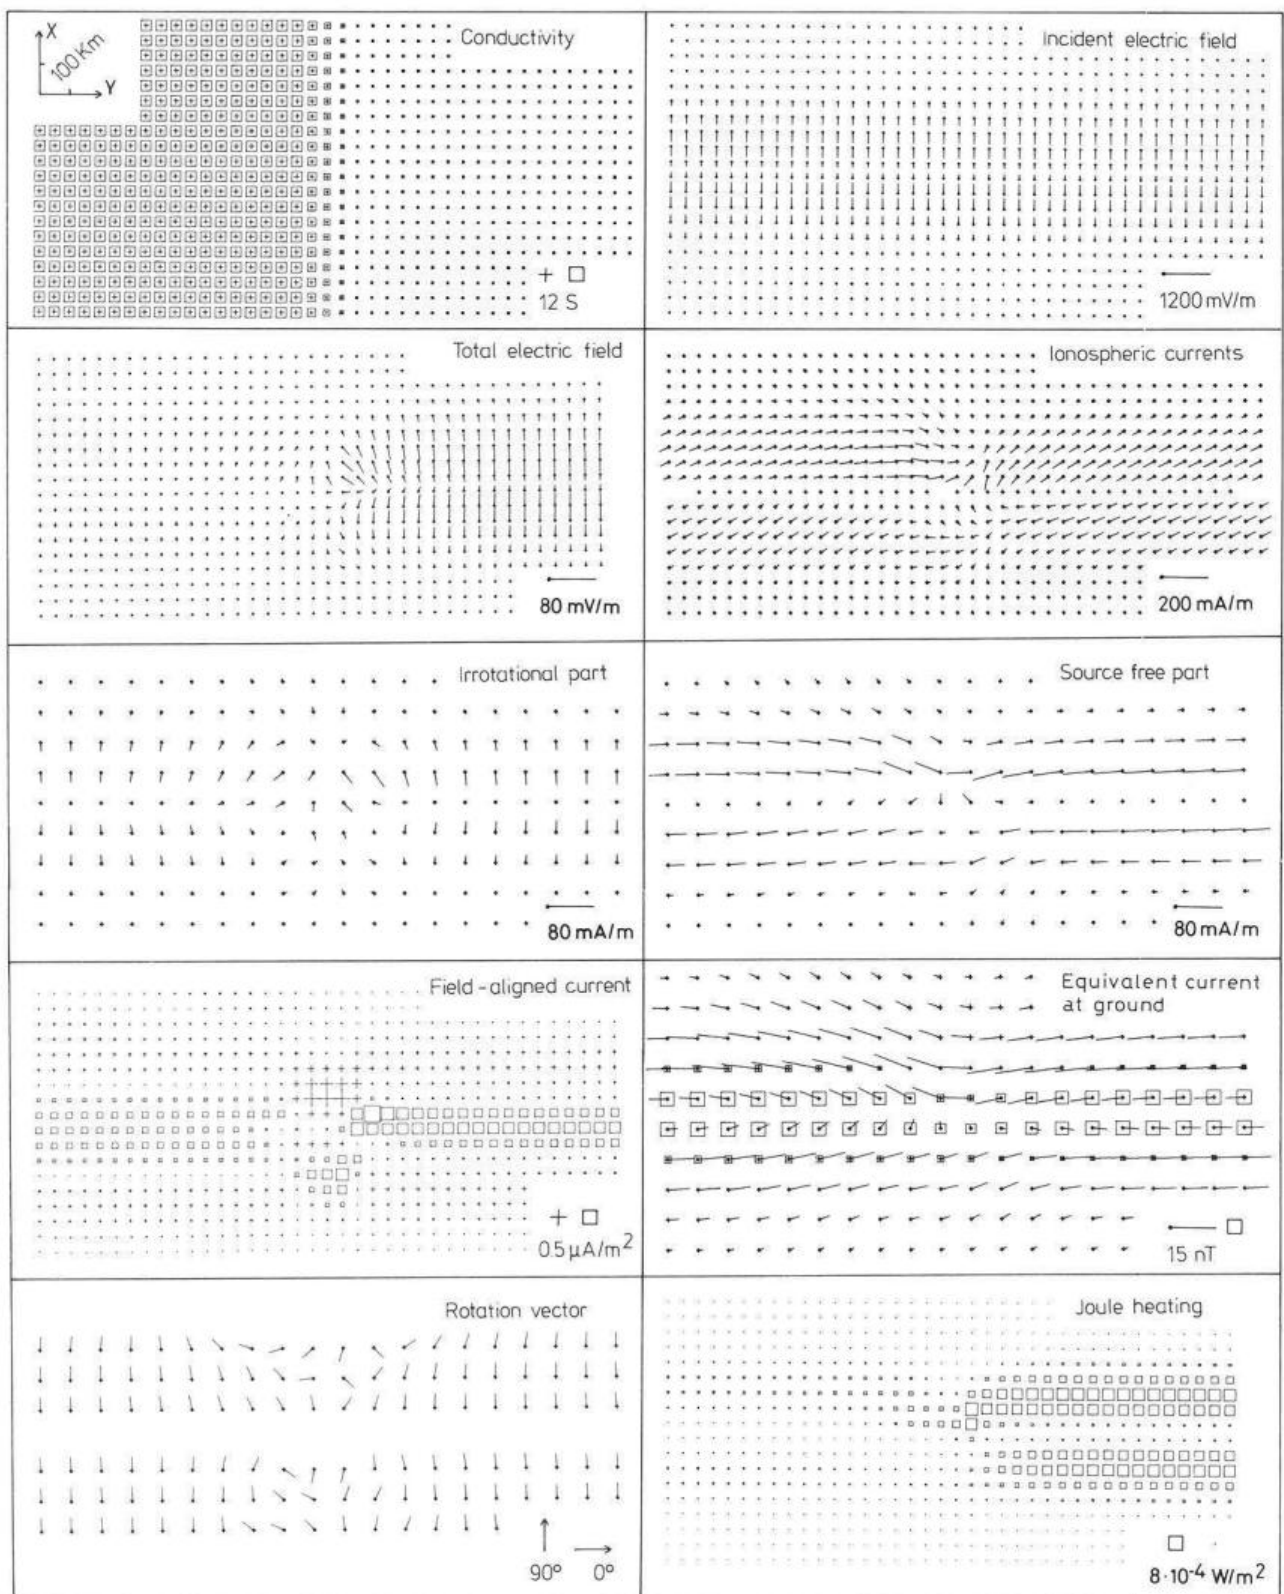 X
100 Km
Y
Conductivity
12 S
Incident electric field
1200 mV/m
Total electric field
80 mV/m
Ionospheric currents
200 mA/m
Irrotational part
80 mA/m
Source free part
80 mA/m
Field-aligned current
0.5 μA/m²
Equivalent current
at ground
15 nT
Rotation vector
90° 0°
Joule heating
8·10⁻⁴ W/m²